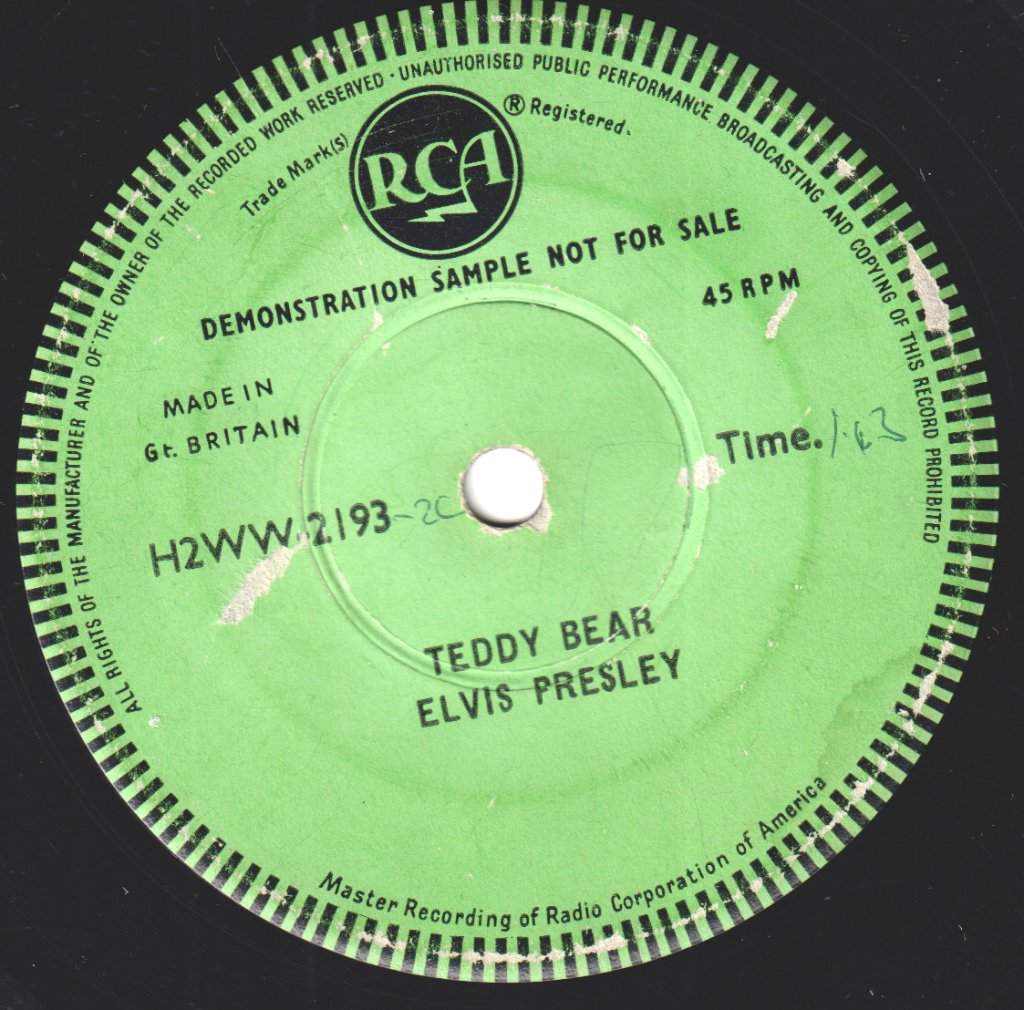 ALL RIGHTS OF THE MANUFACTURER AND OF THE OWNER OF THE RECORDED WORK RESERVED · UNAUTHORISED PUBLIC PERFORMANCE BROADCASTING AND COPYING OF THIS RECORD PROHIBITED
Trade Mark(s)
RCA
® Registered.
DEMONSTRATION SAMPLE NOT FOR SALE
45 RPM
MADE IN
Gt. BRITAIN
Time.
H2WW.2193-2C
TEDDY BEAR
ELVIS PRESLEY
Master Recording of Radio Corporation of America